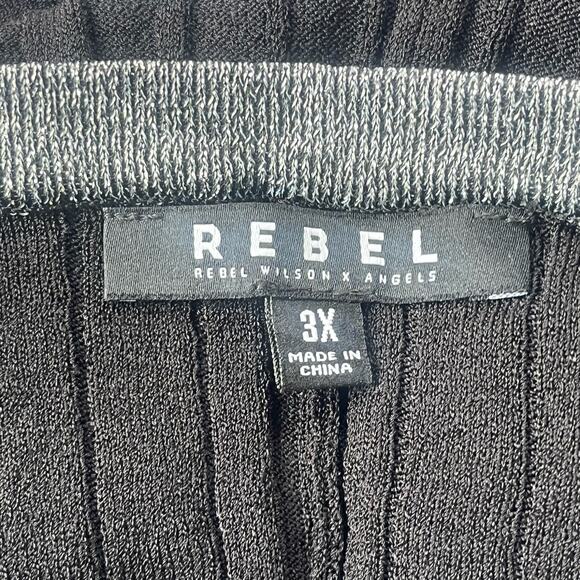 REBEL
REBEL WILSON X ANGELS
3X
MADE IN
CHINA